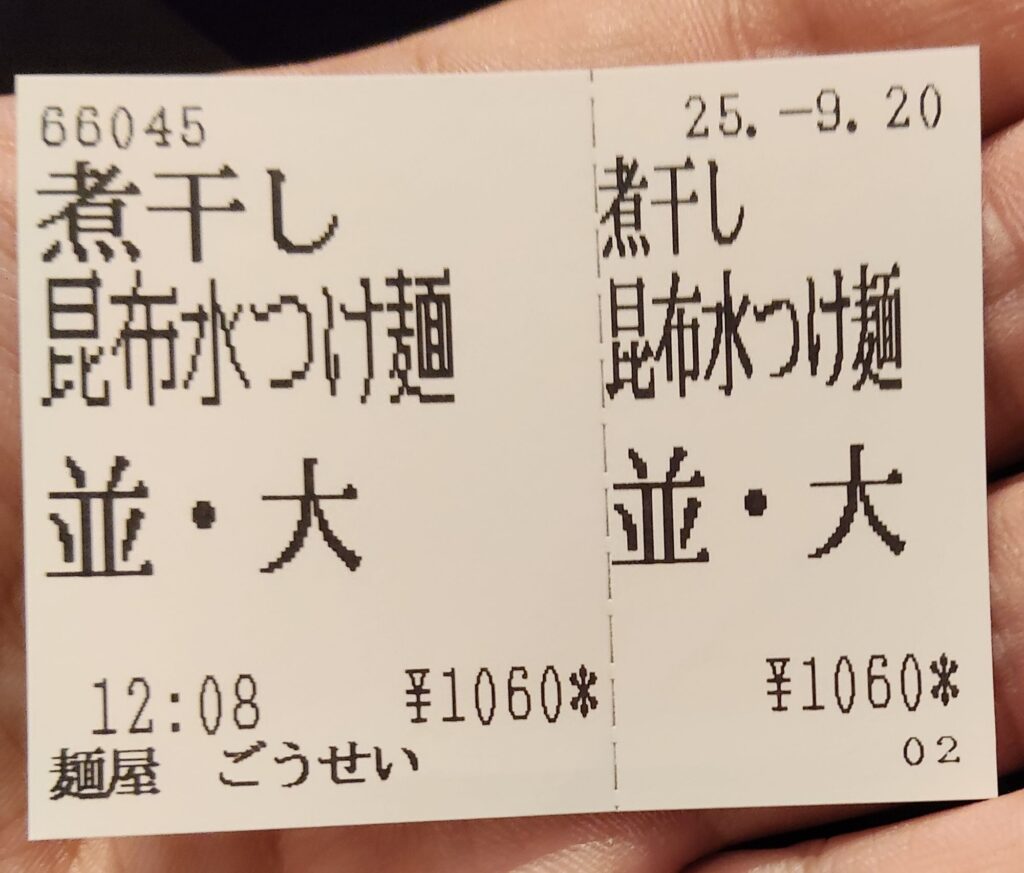 66045
煮干し
昆布水つけ麺
並・大
12:08 ¥1060*
麺屋 ごうせい
25.-9.20
煮干し
昆布水つけ麺
並・大
¥1060*
02